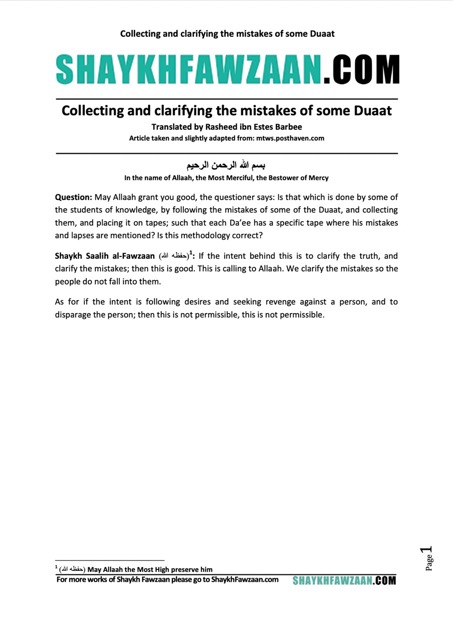 Collecting and clarifying the mistakes of some Duaat
SHAYKHFAWZAAN.COM
Collecting and clarifying the mistakes of some Duaat
Translated by Rasheed ibn Estes Barbee
Article taken and slightly adapted from: mtws.posthaven.com
بسم الله الرحمن الرحيم
In the name of Allaah, the Most Merciful, the Bestower of Mercy
Question: May Allaah grant you good, the questioner says: Is that which is done by some of
the students of knowledge, by following the mistakes of some of the Duaat, and collecting
them, and placing it on tapes; such that each Da'ee has a specific tape where his mistakes
and lapses are mentioned? Is this methodology correct?
Shaykh Saalih al-Fawzaan (حفظه الله)1: If the intent behind this is to clarify the truth, and
clarify the mistakes; then this is good. This is calling to Allaah. We clarify the mistakes so the
people do not fall into them.
As for if the intent is following desires and seeking revenge against a person, and to
disparage the person; then this is not permissible, this is not permissible.
1 (حفظه الله) May Allaah the Most High preserve him
For more works of Shaykh Fawzaan please go to ShaykhFawzaan.com SHAYKHFAWZAAN.COM
Page 1